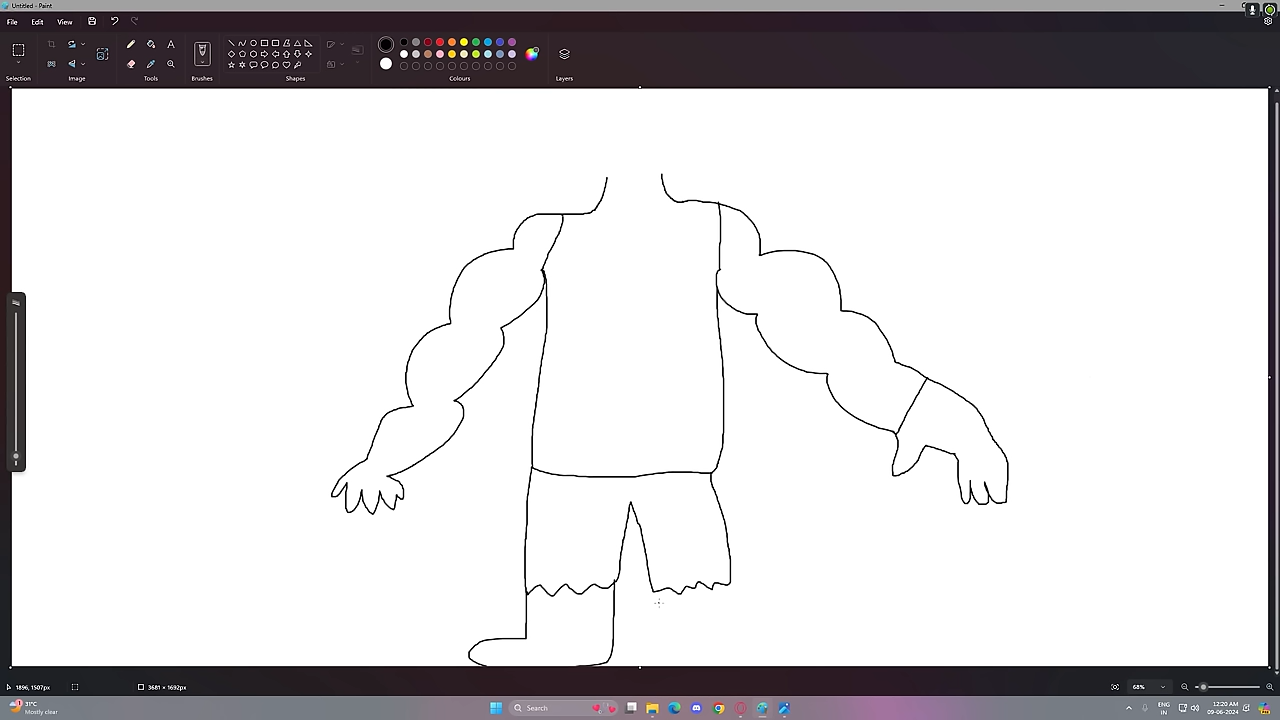 Untitled - Paint
File Edit View
Selection Image Tools Brushes Shapes Colours Layers
1896, 1507px 3681 × 1692px 68%
31°C
Mostly clear
Search
ENG
IN
12:20 AM
09-06-2024